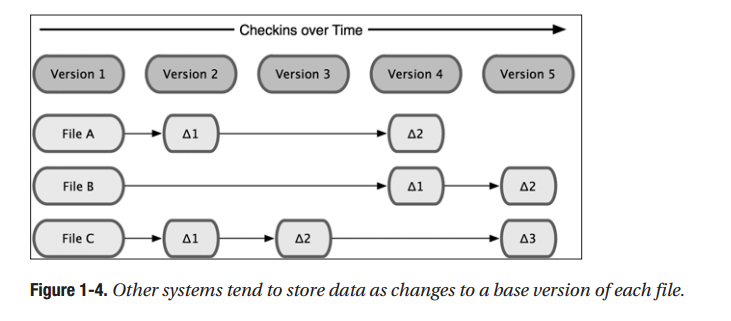 Checkins over Time
Version 1 Version 2 Version 3 Version 4 Version 5
File A Δ1 Δ2
File B Δ1 Δ2
File C Δ1 Δ2 Δ3
Figure 1-4. Other systems tend to store data as changes to a base version of each file.